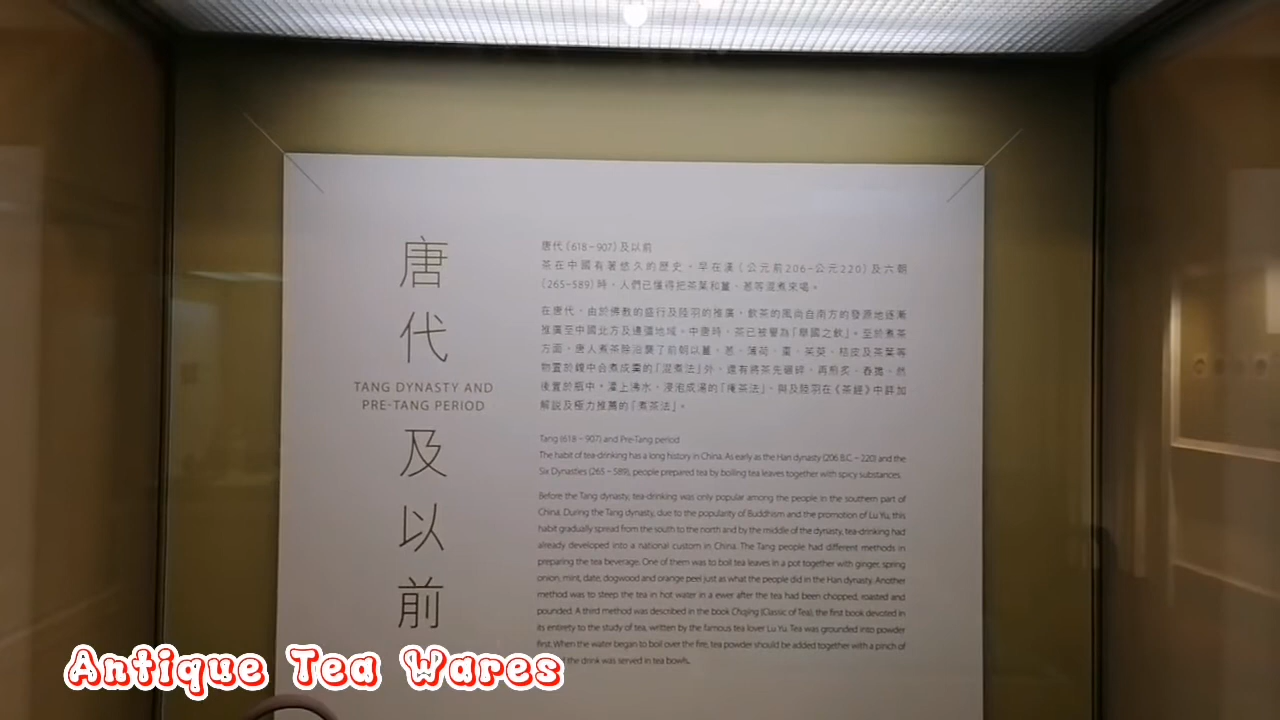 唐代及以前
TANG DYNASTY AND
PRE-TANG PERIOD
唐代（618–907）及以前
茶在中國有著悠久的歷史。早在漢（公元前206–公元220）及六朝
（265–589）時，人們已懂得把茶葉和薑、葱等混煮來喝。
在唐代，由於佛教的盛行及陸羽的推廣，飲茶的風尚自南方的發源地逐漸
推廣至中國北方及邊疆地域。中唐時，茶已被譽為「舉國之飲」。至於煮茶
方面，唐人煮茶除沿襲了前朝以薑、葱、薄荷、棗、茱萸、桔皮及茶葉等
物置於鍑中合煮成羹的「混煮法」外，還有將茶先碾碎，再煎炙、舂搗，然
後置於瓶中，灌上沸水，浸泡成湯的「庵茶法」、與及陸羽在《茶經》中詳加
解說及極力推薦的「煮茶法」。
Tang (618 – 907) and Pre-Tang period
The habit of tea-drinking has a long history in China. As early as the Han dynasty (206 B.C. – 220) and the
Six Dynasties (265 – 589), people prepared tea by boiling tea leaves together with spicy substances.
Before the Tang dynasty, tea-drinking was only popular among the people in the southern part of
China. During the Tang dynasty, due to the popularity of Buddhism and the promotion of Lu Yu, this
habit gradually spread from the south to the north and by the middle of the dynasty, tea-drinking had
already developed into a national custom in China. The Tang people had different methods in
preparing the tea beverage. One of them was to boil tea leaves in a pot together with ginger, spring
onion, mint, date, dogwood and orange peel just as what the people did in the Han dynasty. Another
method was to steep the tea in hot water in a ewer after the tea had been chopped, roasted and
pounded. A third method was described in the book Chajing (Classic of Tea), the first book devoted in
its entirety to the study of tea, written by the famous tea lover Lu Yu. Tea was grounded into powder
first. When the water began to boil over the fire, tea powder should be added together with a pinch of
the drink was served in tea bowls.
Antique Tea Wares